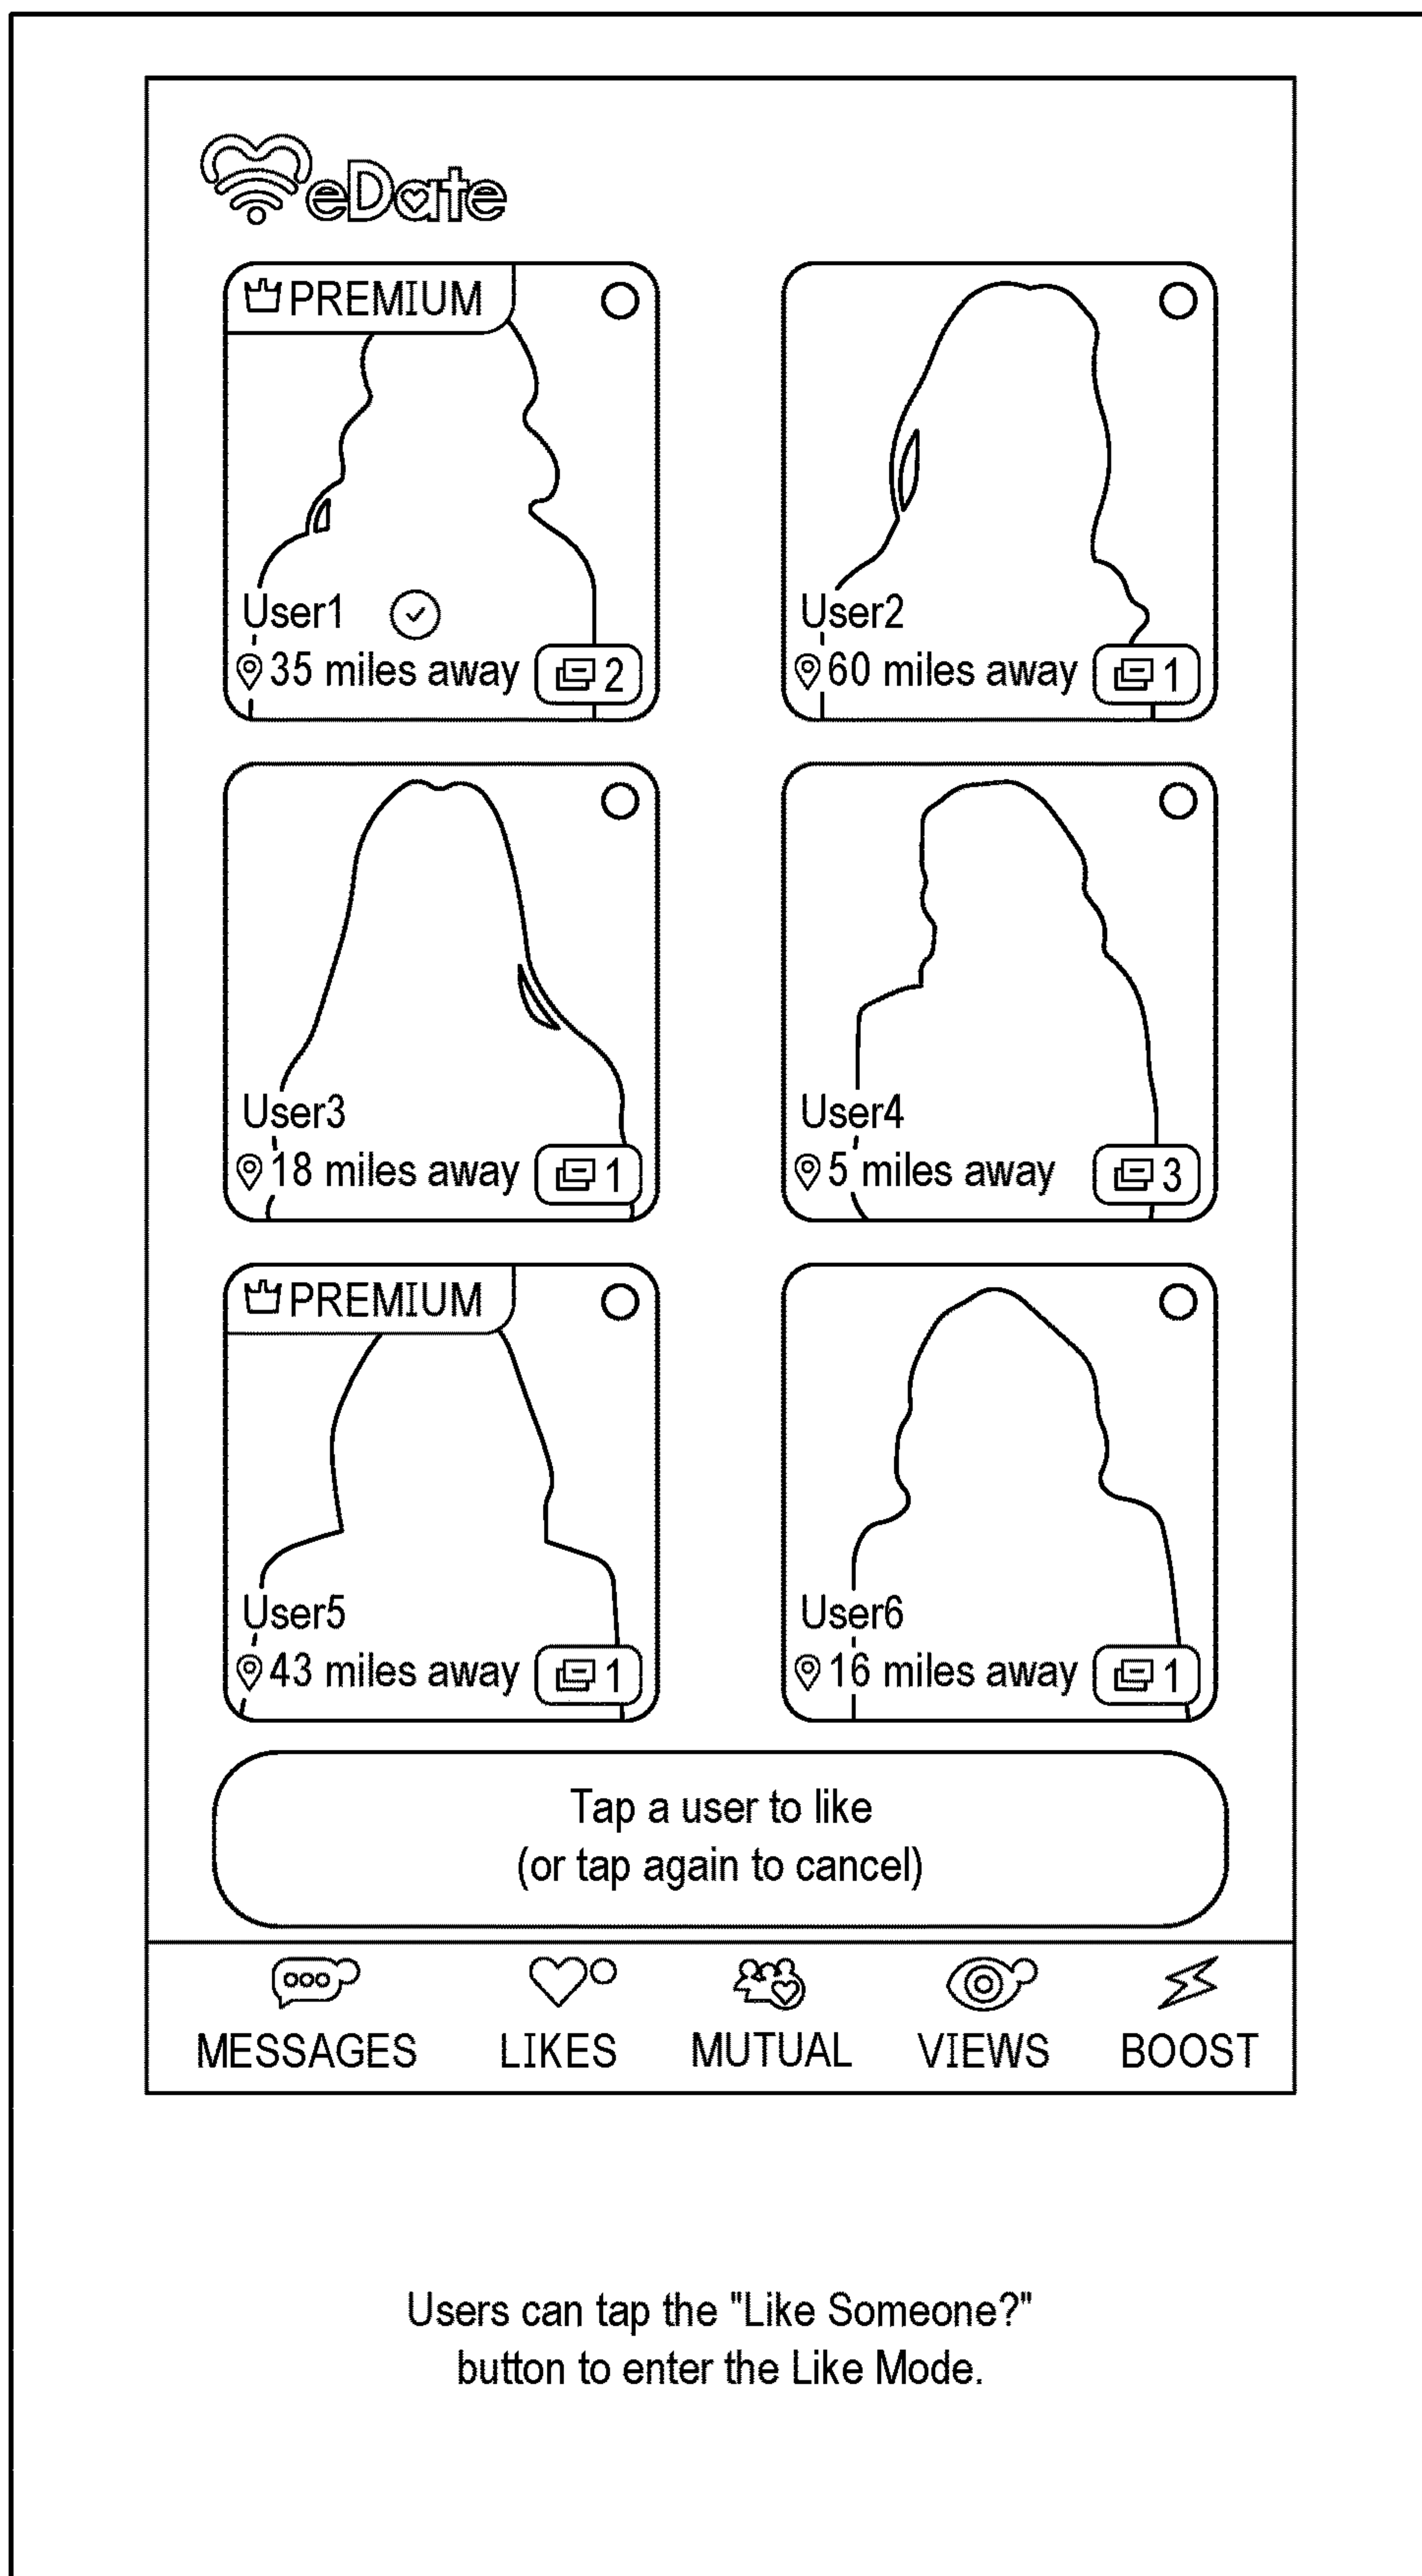 eDate
PREMIUM
User1
35 miles away 2
User2
60 miles away 1
User3
18 miles away 1
User4
5 miles away 3
PREMIUM
User5
43 miles away 1
User6
16 miles away 1
Tap a user to like
(or tap again to cancel)
MESSAGES LIKES MUTUAL VIEWS BOOST
Users can tap the "Like Someone?"
button to enter the Like Mode.